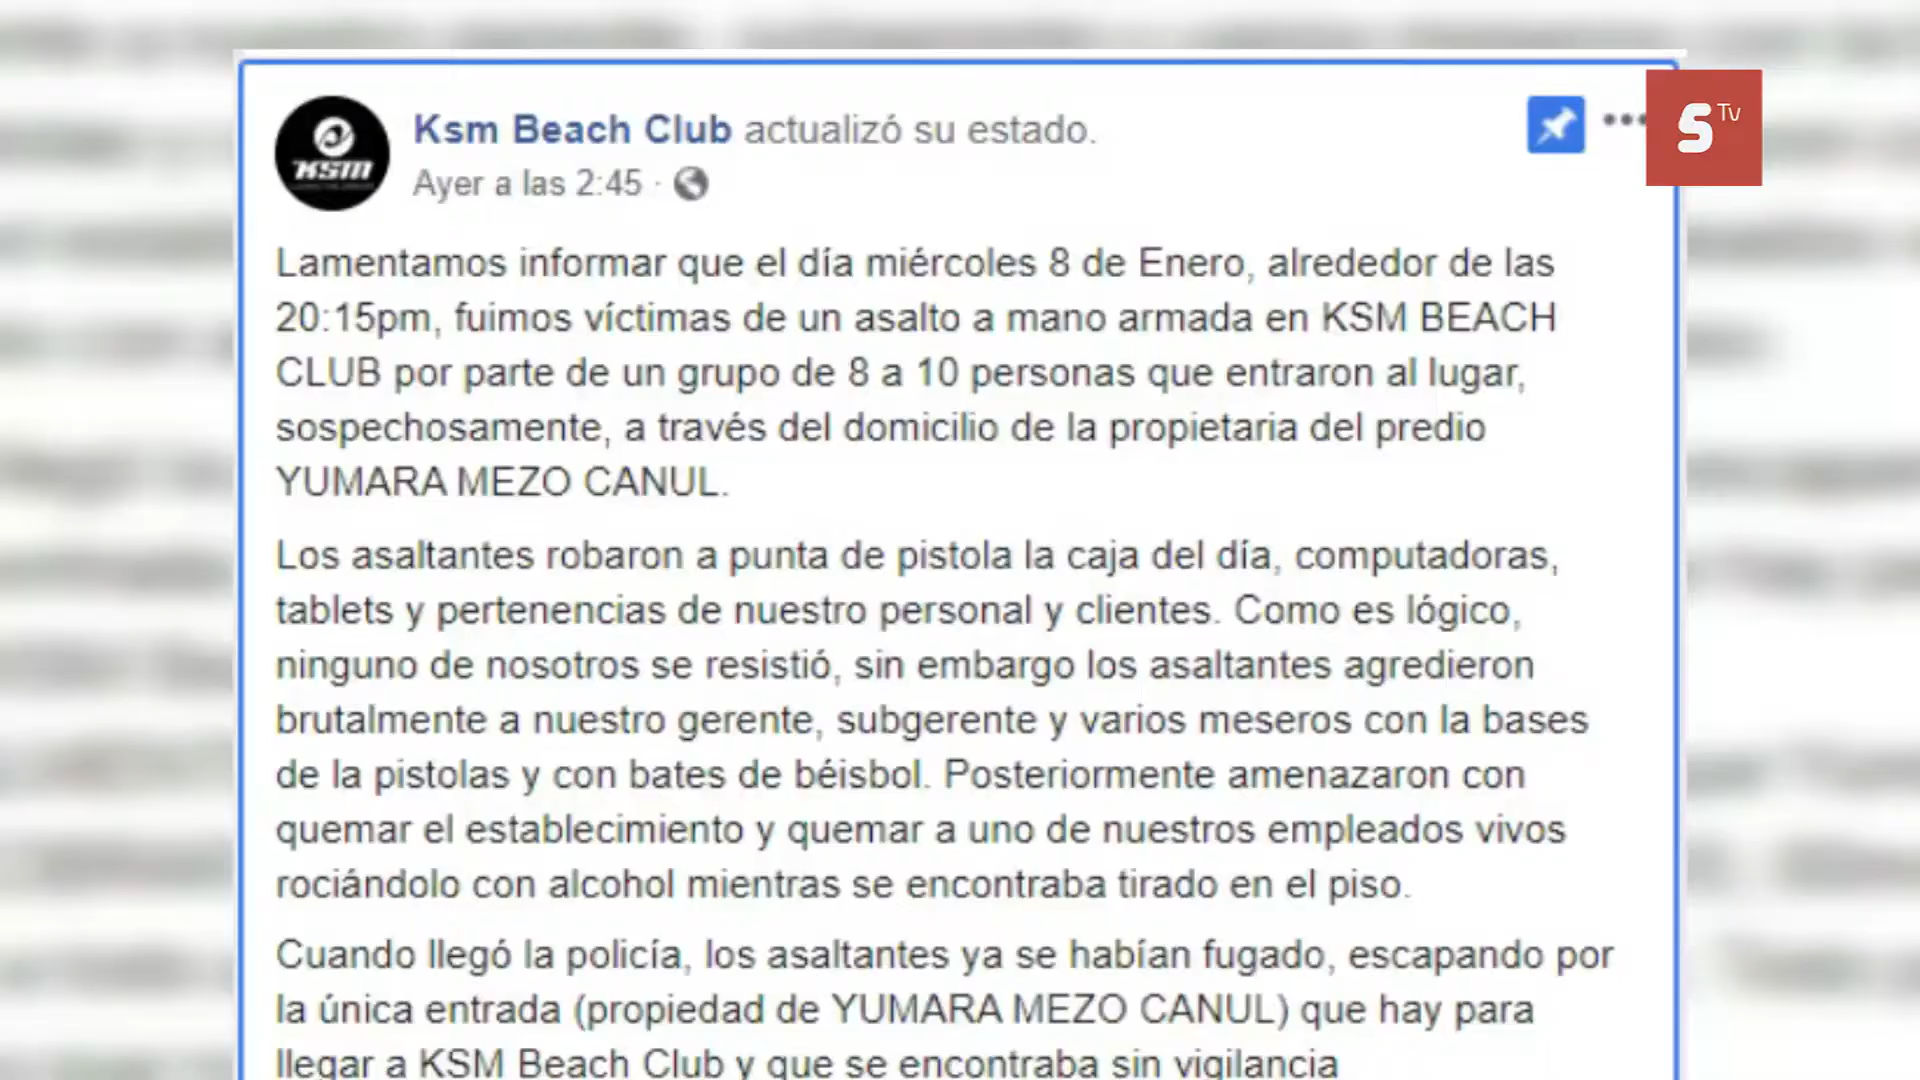 Ksm Beach Club actualizó su estado.
Ayer a las 2:45 ·
KSM
STv
Lamentamos informar que el día miércoles 8 de Enero, alrededor de las
20:15pm, fuimos víctimas de un asalto a mano armada en KSM BEACH
CLUB por parte de un grupo de 8 a 10 personas que entraron al lugar,
sospechosamente, a través del domicilio de la propietaria del predio
YUMARA MEZO CANUL.
Los asaltantes robaron a punta de pistola la caja del día, computadoras,
tablets y pertenencias de nuestro personal y clientes. Como es lógico,
ninguno de nosotros se resistió, sin embargo los asaltantes agredieron
brutalmente a nuestro gerente, subgerente y varios meseros con la bases
de la pistolas y con bates de béisbol. Posteriormente amenazaron con
quemar el establecimiento y quemar a uno de nuestros empleados vivos
rociándolo con alcohol mientras se encontraba tirado en el piso.
Cuando llegó la policía, los asaltantes ya se habían fugado, escapando por
la única entrada (propiedad de YUMARA MEZO CANUL) que hay para
llegar a KSM Beach Club y que se encontraba sin vigilancia